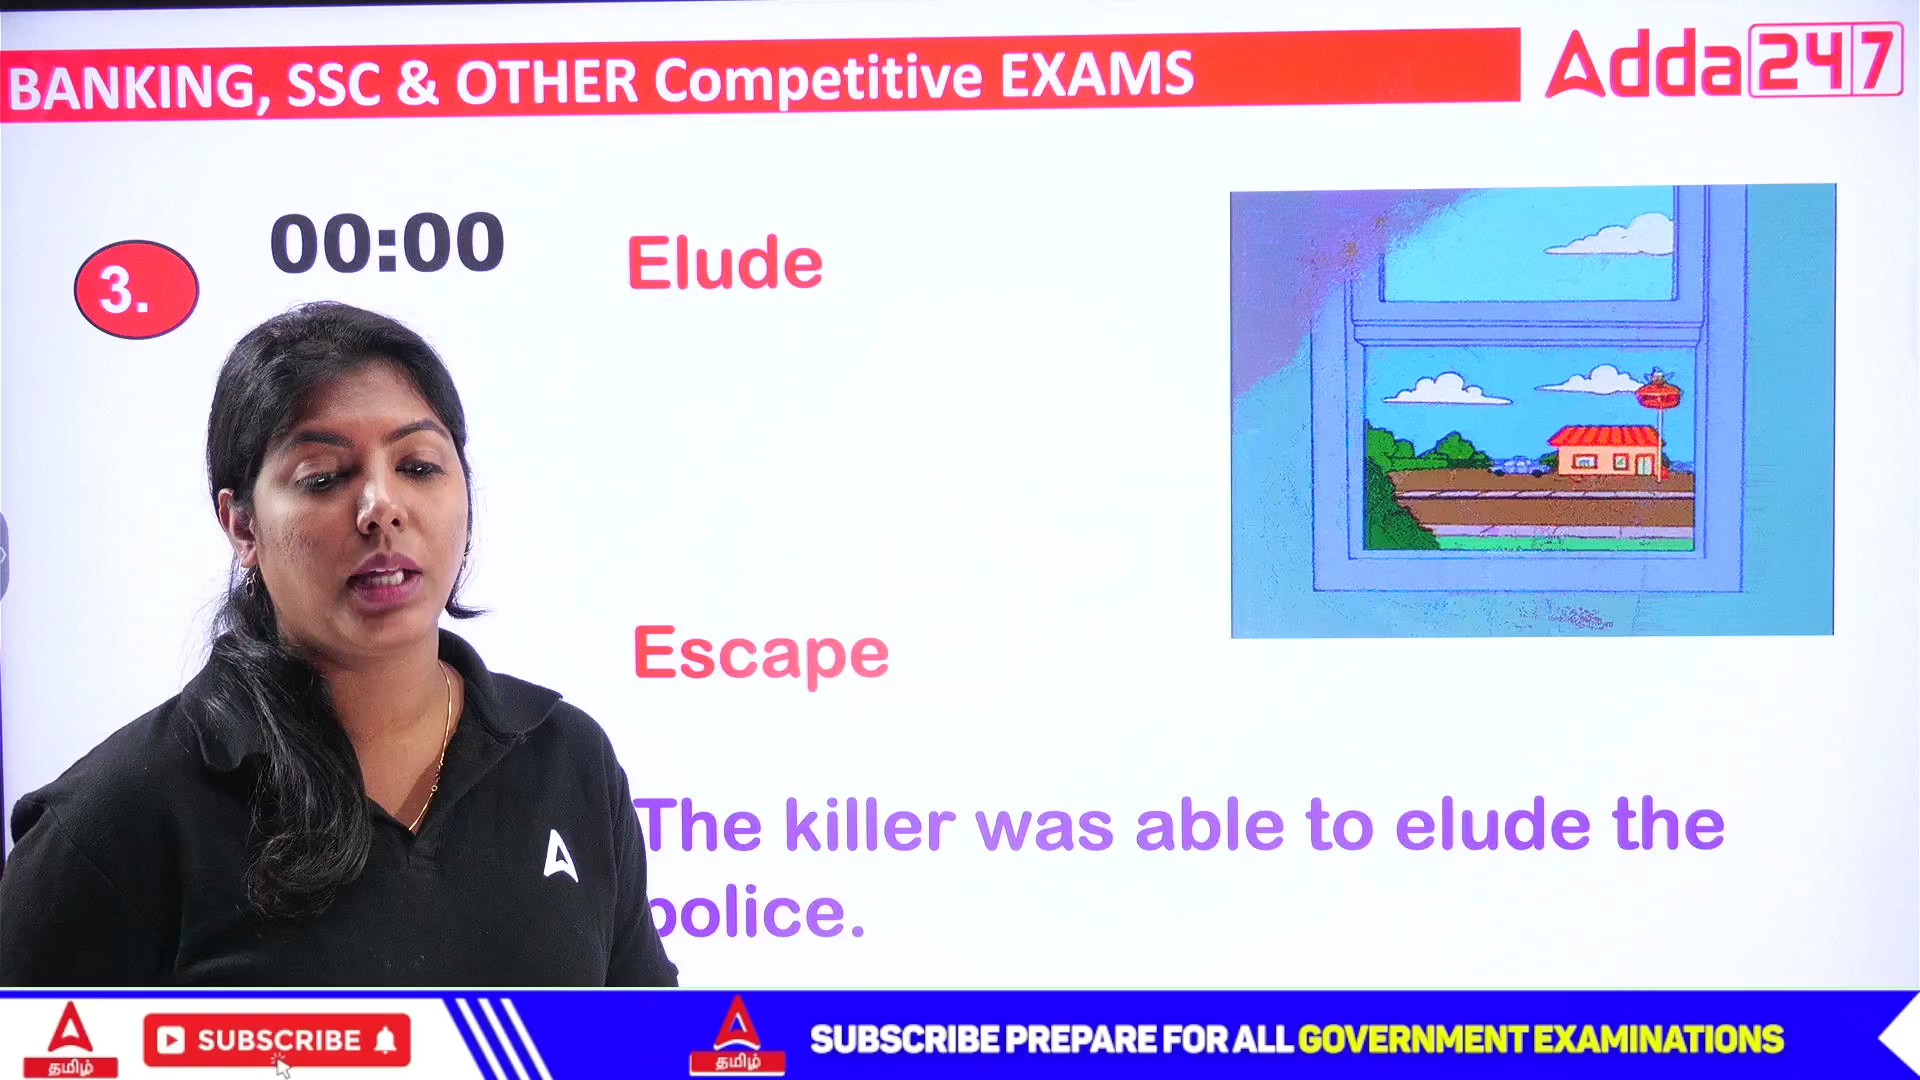 BANKING, SSC & OTHER Competitive EXAMS
Adda247
3.
00:00
Elude
Escape
The killer was able to elude the
police.
தமிழ்
SUBSCRIBE
தமிழ்
SUBSCRIBE PREPARE FOR ALL GOVERNMENT EXAMINATIONS